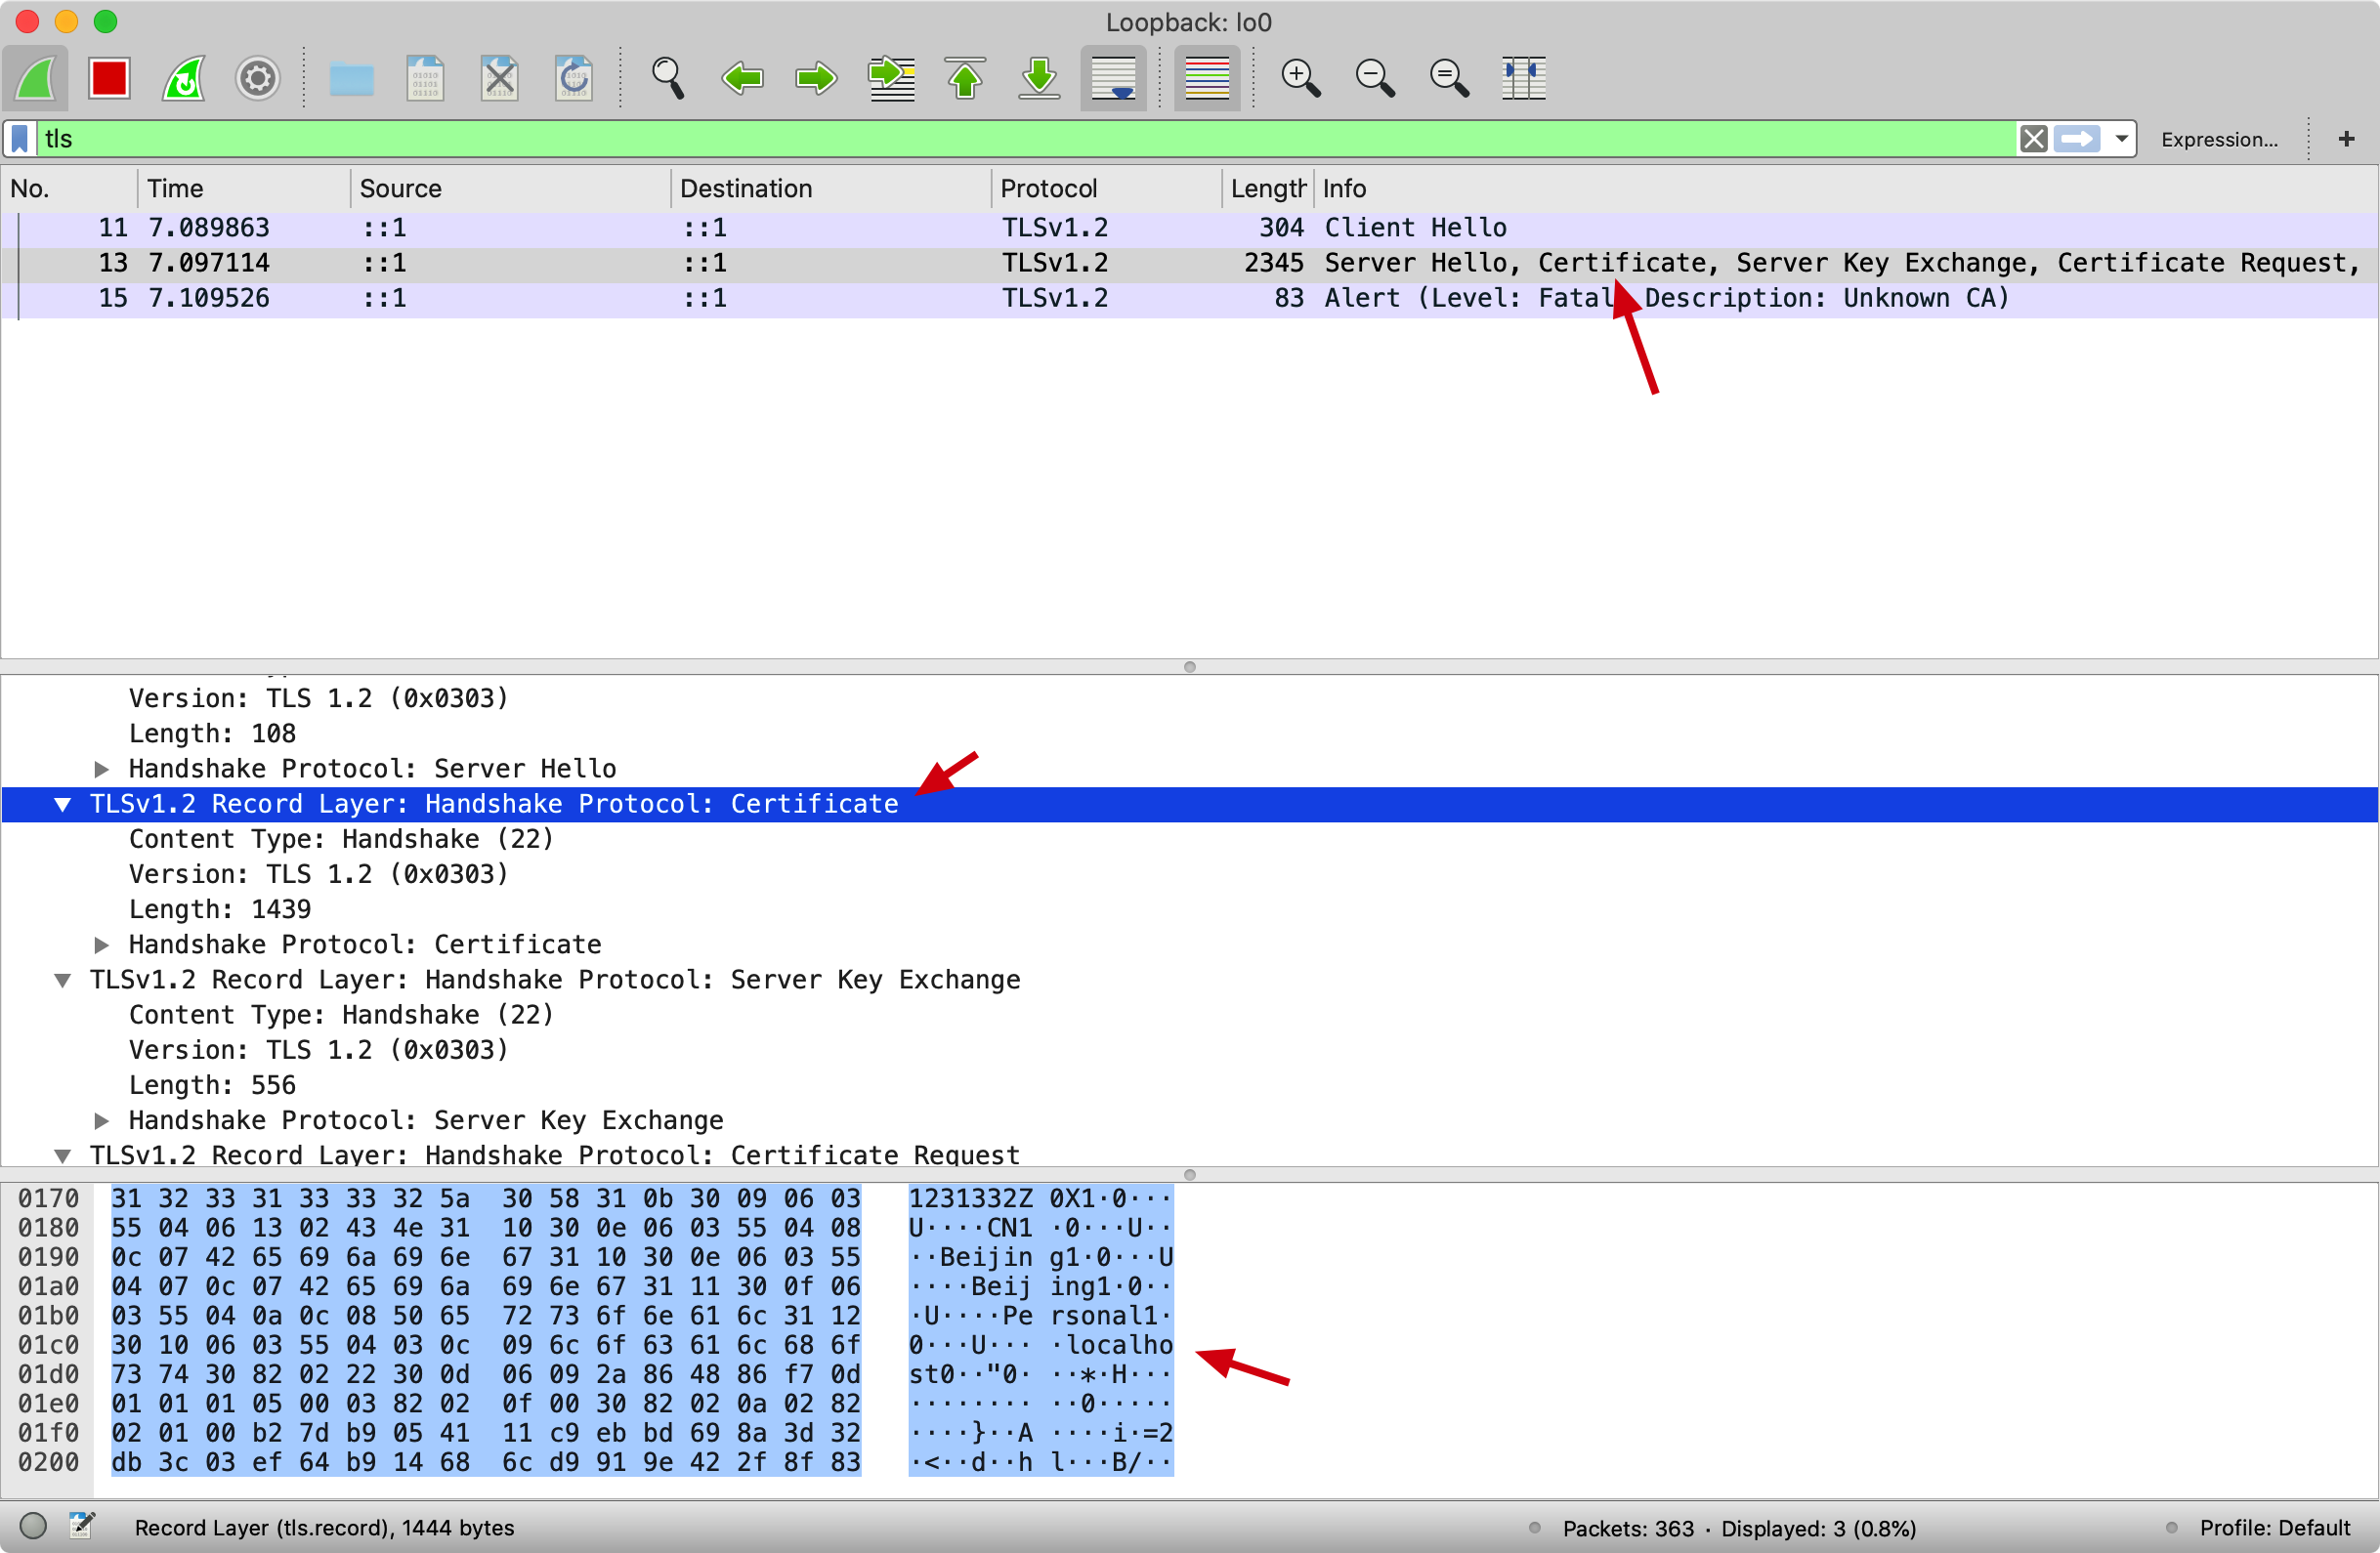 Loopback: lo0
tls
Expression...
+
No. Time Source Destination Protocol Length Info
11 7.089863 ::1 ::1 TLSv1.2 304 Client Hello
13 7.097114 ::1 ::1 TLSv1.2 2345 Server Hello, Certificate, Server Key Exchange, Certificate Request,
15 7.109526 ::1 ::1 TLSv1.2 83 Alert (Level: Fatal, Description: Unknown CA)
Version: TLS 1.2 (0x0303)
Length: 108
Handshake Protocol: Server Hello
TLSv1.2 Record Layer: Handshake Protocol: Certificate
Content Type: Handshake (22)
Version: TLS 1.2 (0x0303)
Length: 1439
Handshake Protocol: Certificate
TLSv1.2 Record Layer: Handshake Protocol: Server Key Exchange
Content Type: Handshake (22)
Version: TLS 1.2 (0x0303)
Length: 556
Handshake Protocol: Server Key Exchange
TLSv1.2 Record Layer: Handshake Protocol: Certificate Request
0170 31 32 33 31 33 33 32 5a 30 58 31 0b 30 09 06 03 1231332Z 0X1·0···
0180 55 04 06 13 02 43 4e 31 10 30 0e 06 03 55 04 08 U····CN1 ·0···U··
0190 0c 07 42 65 69 6a 69 6e 67 31 10 30 0e 06 03 55 ··Beijin g1·0···U
01a0 04 07 0c 07 42 65 69 6a 69 6e 67 31 11 30 0f 06 ····Beij ing1·0··
01b0 03 55 04 0a 0c 08 50 65 72 73 6f 6e 61 6c 31 12 ·U····Pe rsonal1·
01c0 30 10 06 03 55 04 03 0c 09 6c 6f 63 61 6c 68 6f 0···U··· ·localho
01d0 73 74 30 82 02 22 30 0d 06 09 2a 86 48 86 f7 0d st0··"0· ··*·H···
01e0 01 01 01 05 00 03 82 02 0f 00 30 82 02 0a 02 82 ········ ··0·····
01f0 02 01 00 b2 7d b9 05 41 11 c9 eb bd 69 8a 3d 32 ····}··A ····i·=2
0200 db 3c 03 ef 64 b9 14 68 6c d9 91 9e 42 2f 8f 83 ·<··d··h l···B/··
Record Layer (tls.record), 1444 bytes
Packets: 363 · Displayed: 3 (0.8%)
Profile: Default